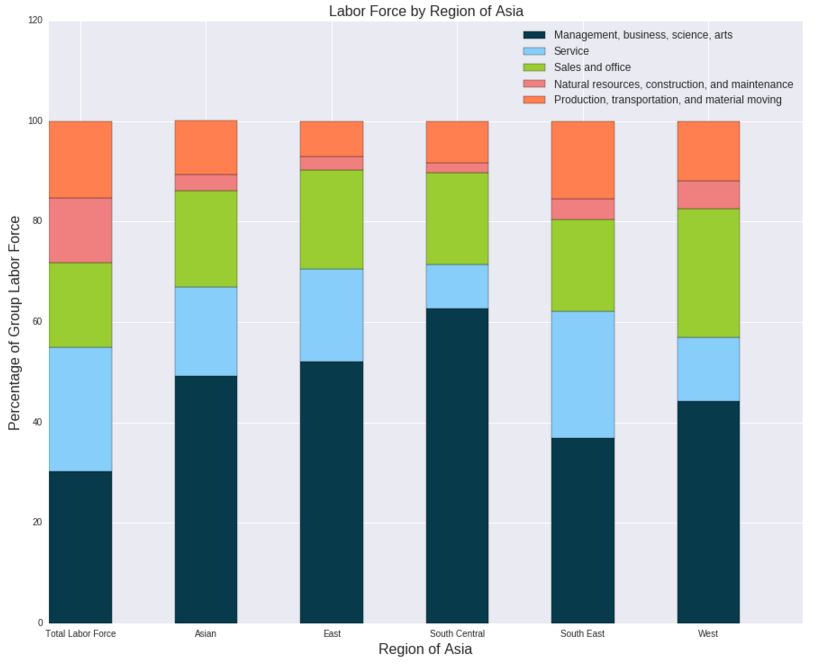 Labor Force by Region of Asia
120
100
80
60
40
20
0
Percentage of Group Labor Force
Management, business, science, arts
Service
Sales and office
Natural resources, construction, and maintenance
Production, transportation, and material moving
Total Labor Force
Asian
East
South Central
South East
West
Region of Asia